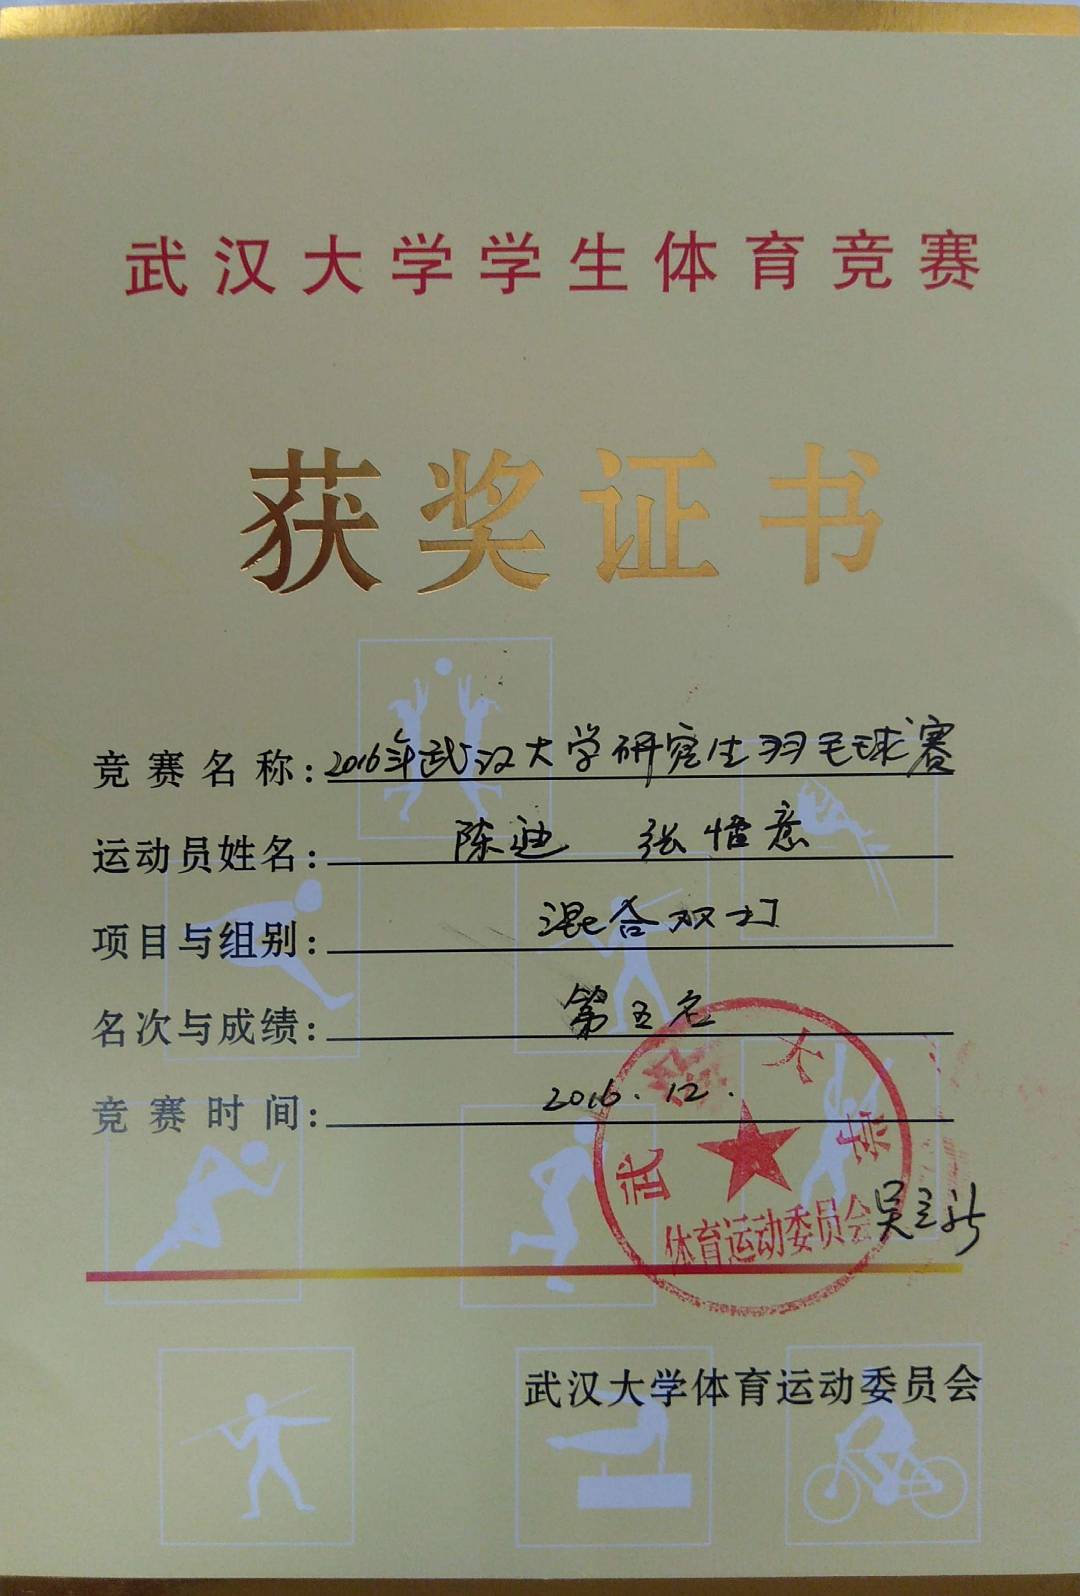 武汉大学学生体育竞赛
获奖证书
竞赛名称:2016年武汉大学研究生羽毛球赛
运动员姓名:陈迪 张惜意
项目与组别:混合双打
名次与成绩:第五名
竞赛时间:2016.12.
武汉大学
体育运动委员会
吴立新
武汉大学体育运动委员会